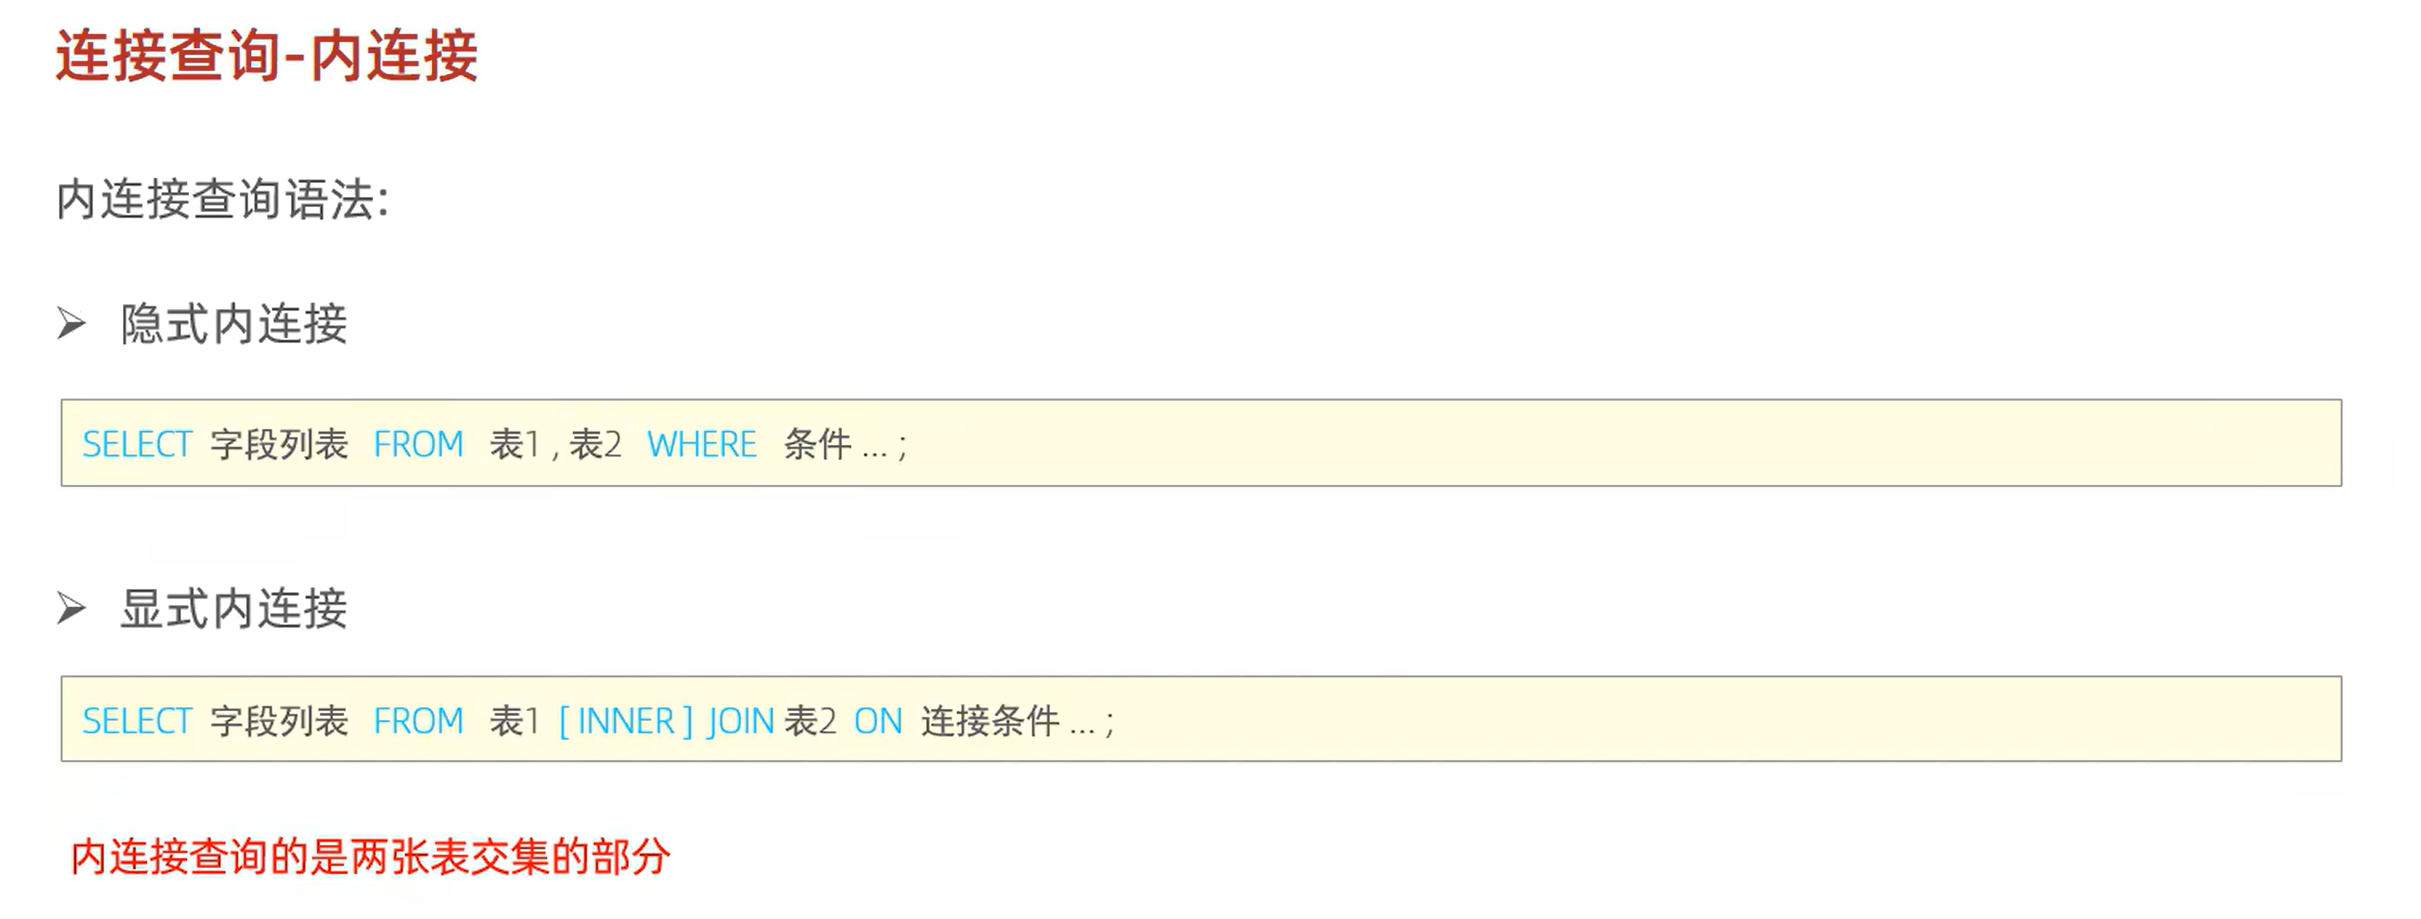 连接查询-内连接
内连接查询语法:
➢ 隐式内连接
SELECT 字段列表 FROM 表1 , 表2 WHERE 条件 ... ;
➢ 显式内连接
SELECT 字段列表 FROM 表1 [ INNER ] JOIN 表2 ON 连接条件 ... ;
内连接查询的是两张表交集的部分